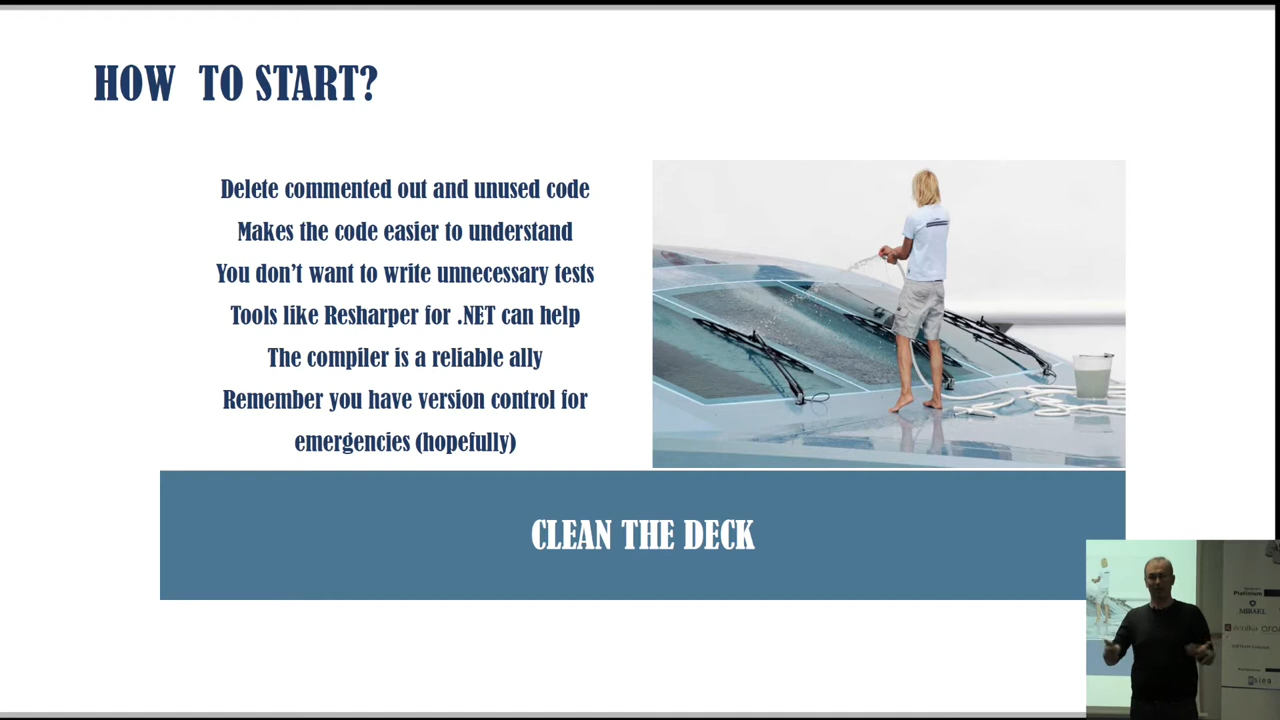 HOW TO START?
Delete commented out and unused code
Makes the code easier to understand
You don't want to write unnecessary tests
Tools like Resharper for .NET can help
The compiler is a reliable ally
Remember you have version control for
emergencies (hopefully)
CLEAN THE DECK
Platinium